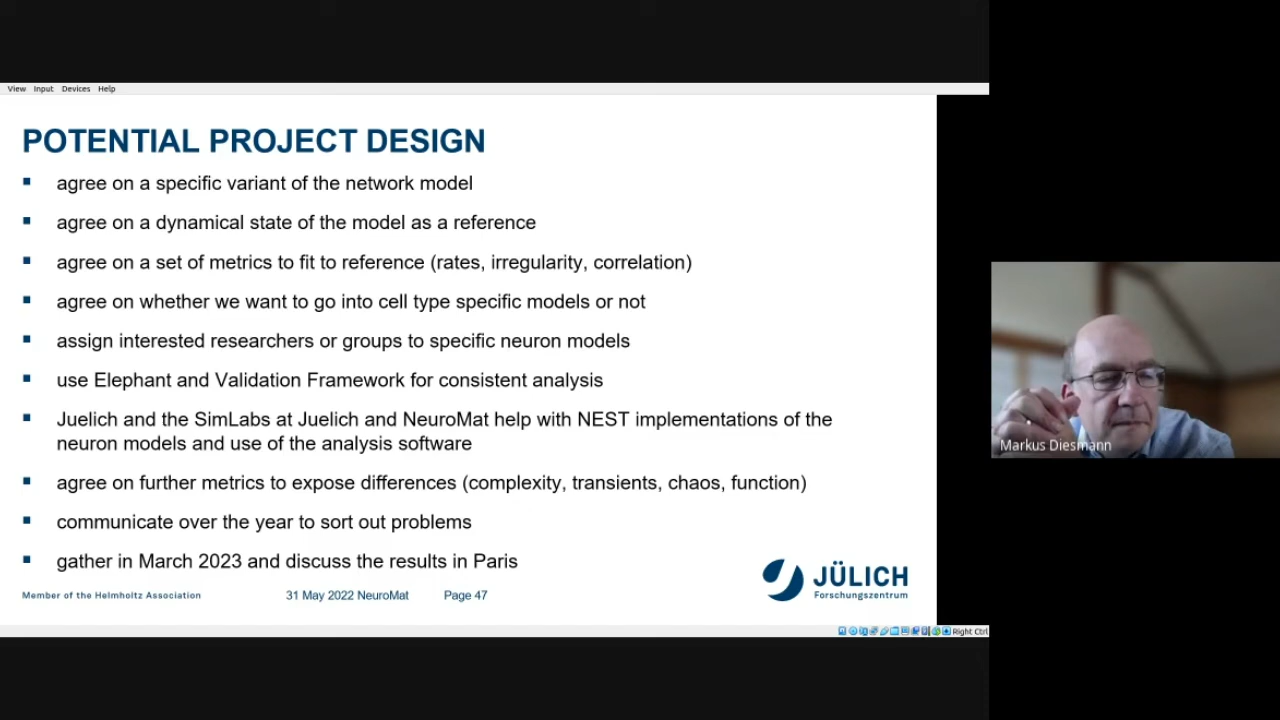 View Input Devices Help
POTENTIAL PROJECT DESIGN
agree on a specific variant of the network model
agree on a dynamical state of the model as a reference
agree on a set of metrics to fit to reference (rates, irregularity, correlation)
agree on whether we want to go into cell type specific models or not
assign interested researchers or groups to specific neuron models
use Elephant and Validation Framework for consistent analysis
Juelich and the SimLabs at Juelich and NeuroMat help with NEST implementations of the
neuron models and use of the analysis software
agree on further metrics to expose differences (complexity, transients, chaos, function)
communicate over the year to sort out problems
gather in March 2023 and discuss the results in Paris
JÜLICH
Forschungszentrum
Member of the Helmholtz Association 31 May 2022 NeuroMat Page 47
Right Ctrl
Markus Diesmann